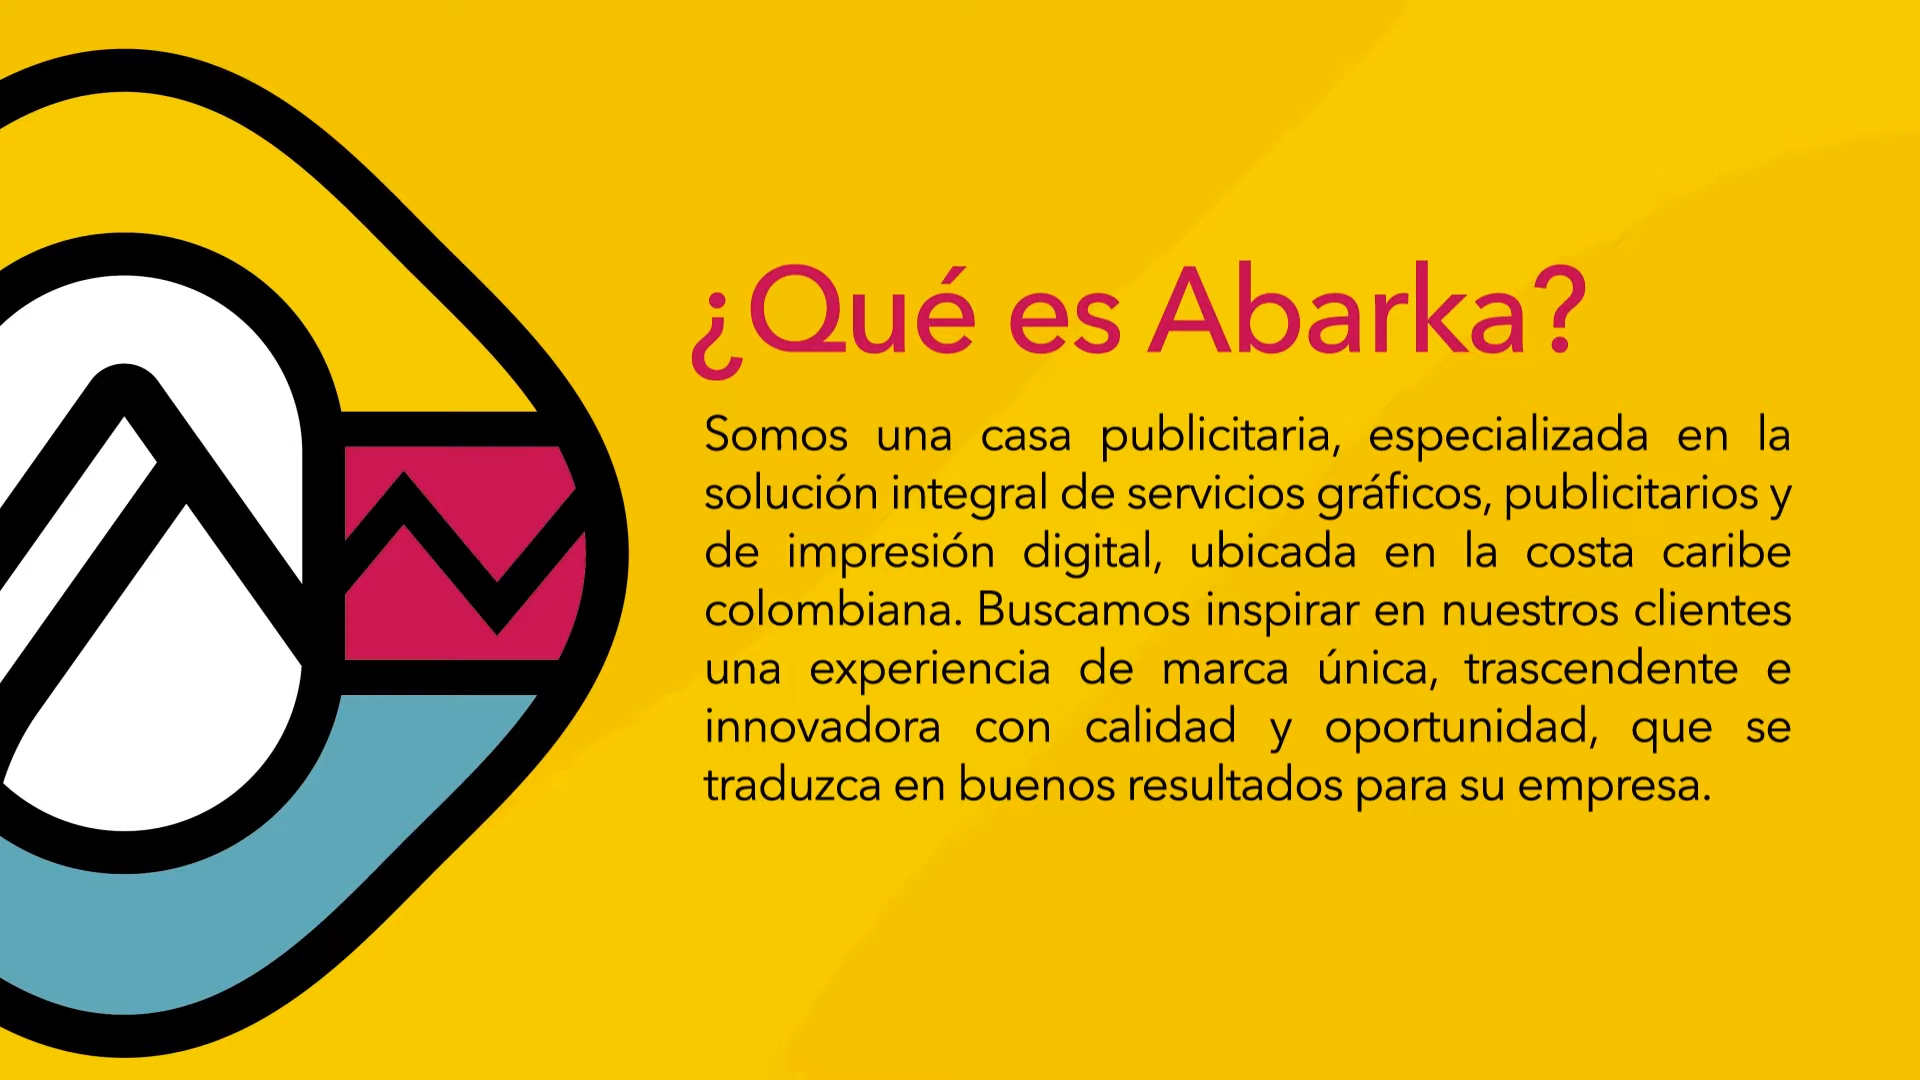 ¿Qué es Abarka?
Somos una casa publicitaria, especializada en la
solución integral de servicios gráficos, publicitarios y
de impresión digital, ubicada en la costa caribe
colombiana. Buscamos inspirar en nuestros clientes
una experiencia de marca única, trascendente e
innovadora con calidad y oportunidad, que se
traduzca en buenos resultados para su empresa.